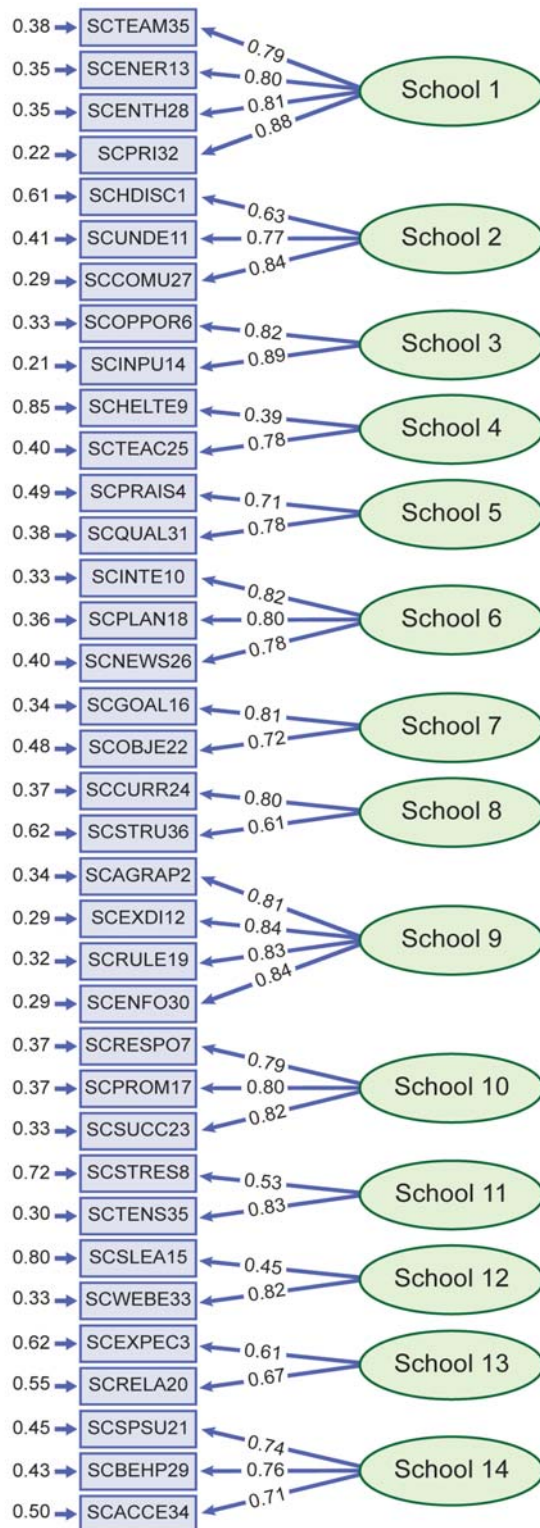 0.38 SCTEAM35 0.79
0.35 SCENER13 0.80 School 1
0.35 SCENTH28 0.81
0.22 SCPRI32 0.88
0.61 SCHDISC1 0.63
0.41 SCUNDE11 0.77 School 2
0.29 SCCOMU27 0.84
0.33 SCOPPOR6 0.82 School 3
0.21 SCINPU14 0.89
0.85 SCHELTE9 0.39 School 4
0.40 SCTEAC25 0.78
0.49 SCPRAIS4 0.71 School 5
0.38 SCQUAL31 0.78
0.33 SCINTE10 0.82
0.36 SCPLAN18 0.80 School 6
0.40 SCNEWS26 0.78
0.34 SCGOAL16 0.81 School 7
0.48 SCOBJE22 0.72
0.37 SCCURR24 0.80 School 8
0.62 SCSTRU36 0.61
0.34 SCAGRAP2 0.81
0.29 SCEXDI12 0.84 School 9
0.32 SCRULE19 0.83
0.29 SCENFO30 0.84
0.37 SCRESPO7 0.79
0.37 SCPROM17 0.80 School 10
0.33 SCSUCC23 0.82
0.72 SCSTRES8 0.53 School 11
0.30 SCTENS35 0.83
0.80 SCSLEA15 0.45 School 12
0.33 SCWEBE33 0.82
0.62 SCEXPEC3 0.61 School 13
0.55 SCRELA20 0.67
0.45 SCSPSU21 0.74
0.43 SCBEHP29 0.76 School 14
0.50 SCACCE34 0.71